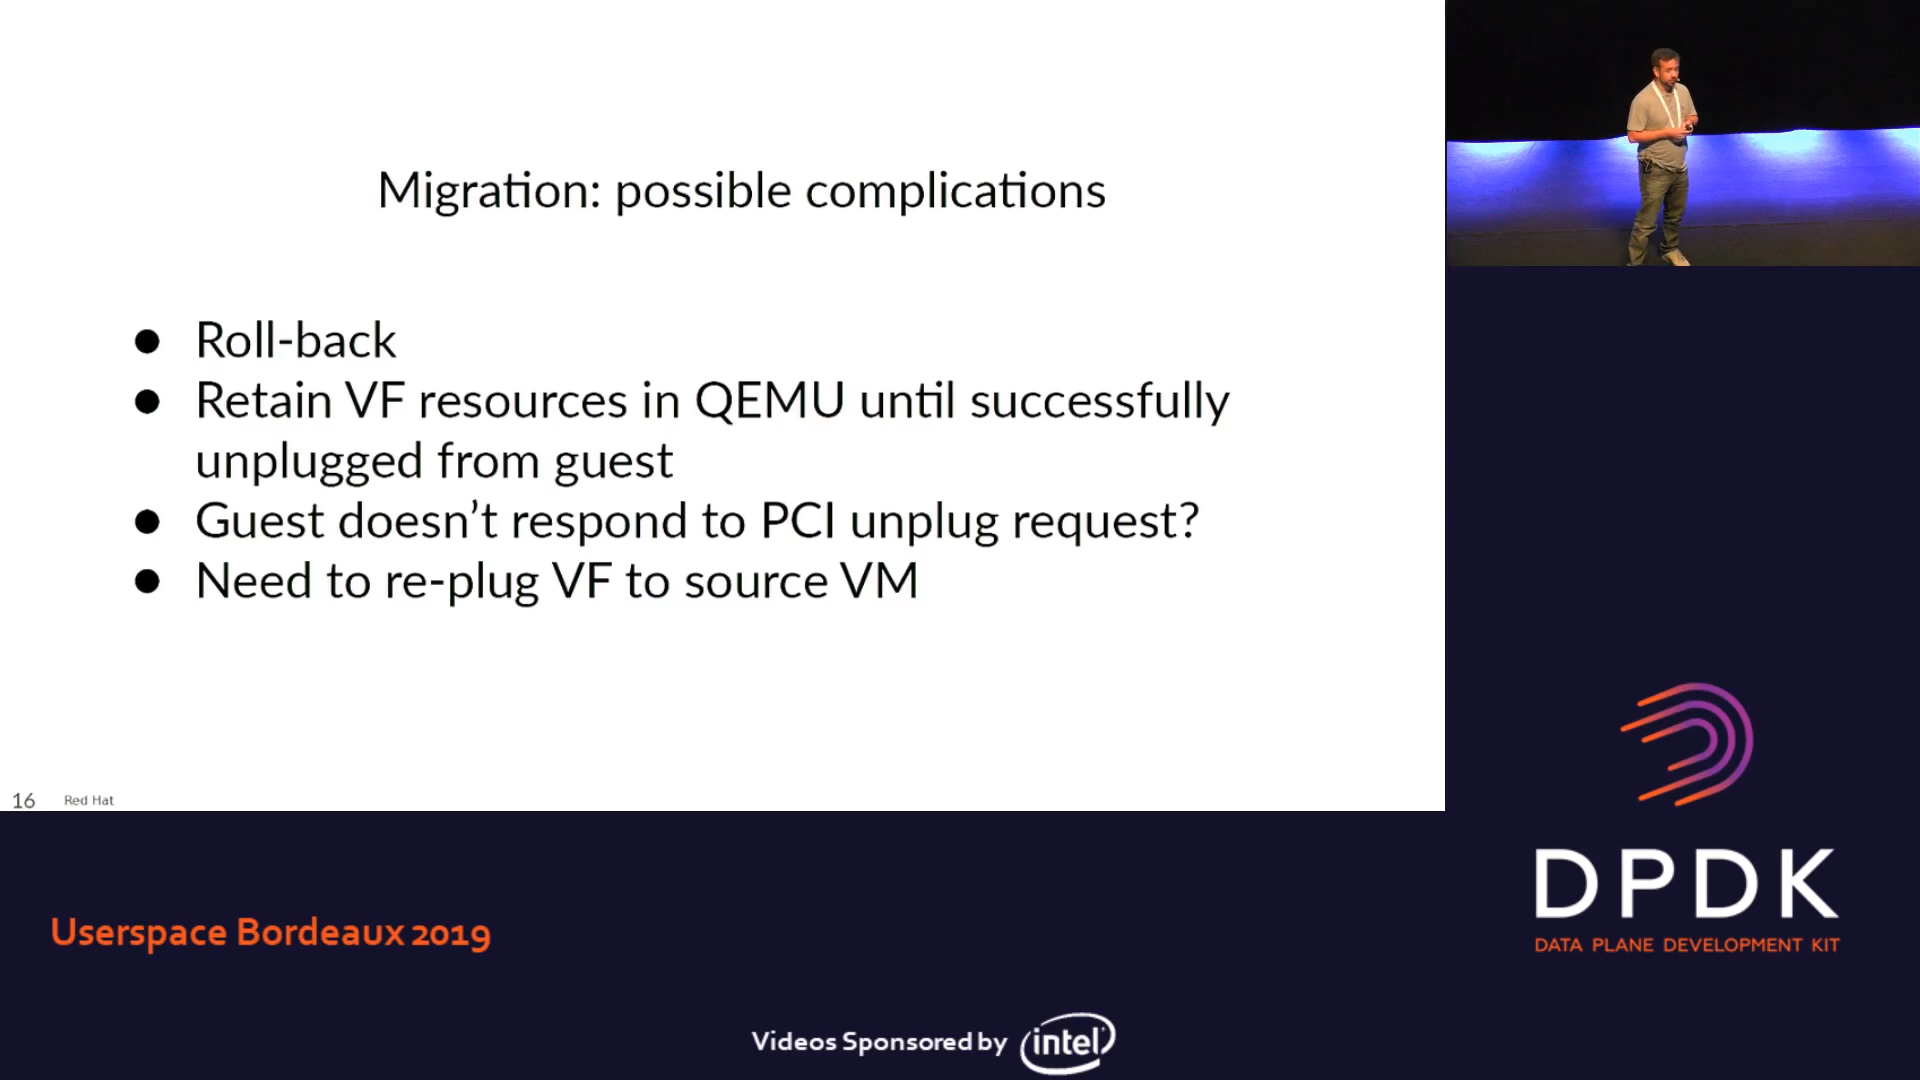 Migration: possible complications
● Roll-back
● Retain VF resources in QEMU until successfully
unplugged from guest
● Guest doesn’t respond to PCI unplug request?
● Need to re-plug VF to source VM
16 Red Hat
DPDK
DATA PLANE DEVELOPMENT KIT
Userspace Bordeaux 2019
Videos Sponsored by intel